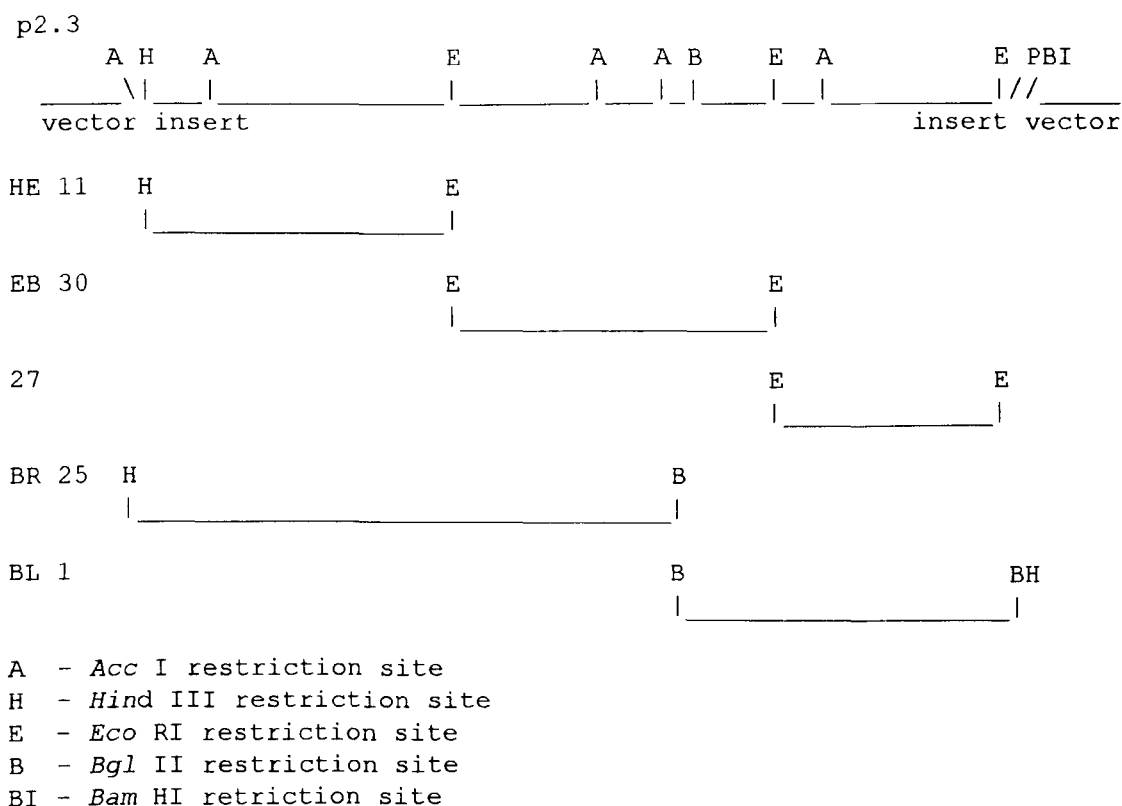 p2.3
A H A E A A B E A E PBI
vector insert insert vector
HE 11 H E
EB 30 E E
27 E E
BR 25 H B
BL 1 B BH
A - Acc I restriction site
H - Hind III restriction site
E - Eco RI restriction site
B - Bgl II restriction site
BI - Bam HI retriction site